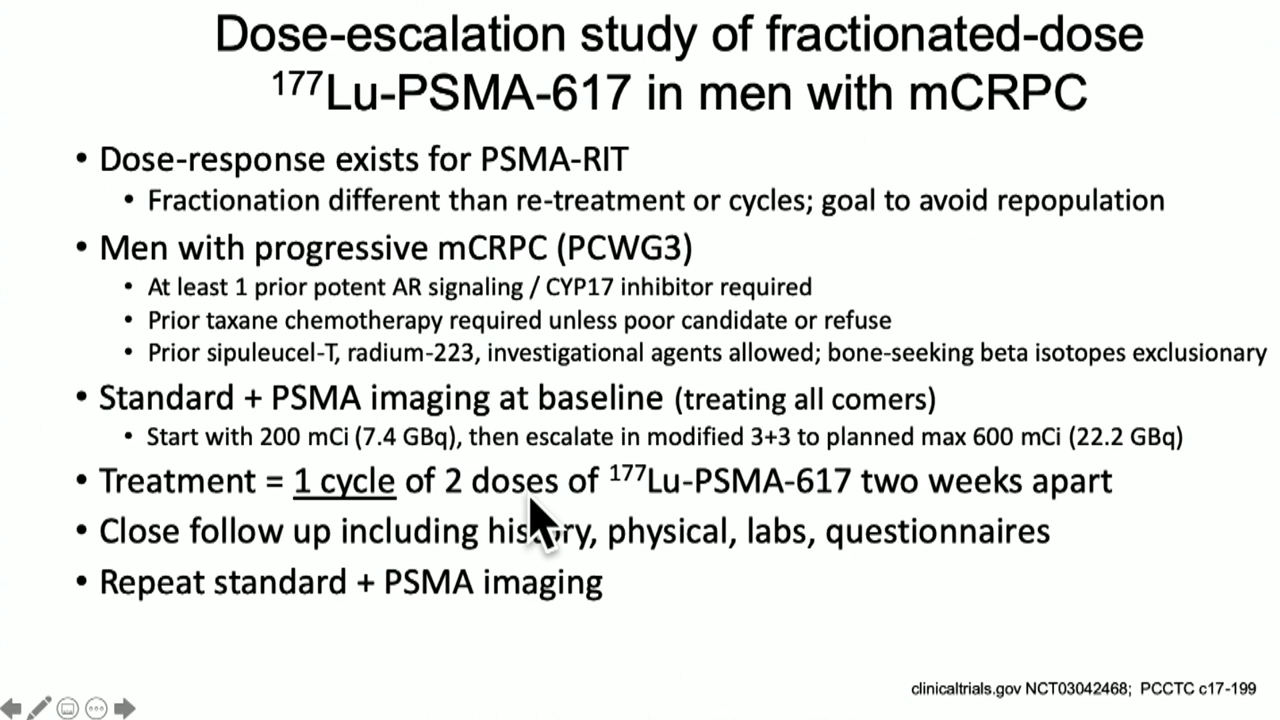 Dose-escalation study of fractionated-dose
¹⁷⁷Lu-PSMA-617 in men with mCRPC
• Dose-response exists for PSMA-RIT
• Fractionation different than re-treatment or cycles; goal to avoid repopulation
• Men with progressive mCRPC (PCWG3)
• At least 1 prior potent AR signaling / CYP17 inhibitor required
• Prior taxane chemotherapy required unless poor candidate or refuse
• Prior sipuleucel-T, radium-223, investigational agents allowed; bone-seeking beta isotopes exclusionary
• Standard + PSMA imaging at baseline (treating all comers)
• Start with 200 mCi (7.4 GBq), then escalate in modified 3+3 to planned max 600 mCi (22.2 GBq)
• Treatment = 1 cycle of 2 doses of ¹⁷⁷Lu-PSMA-617 two weeks apart
• Close follow up including history, physical, labs, questionnaires
• Repeat standard + PSMA imaging
clinicaltrials.gov NCT03042468; PCCTC c17-199